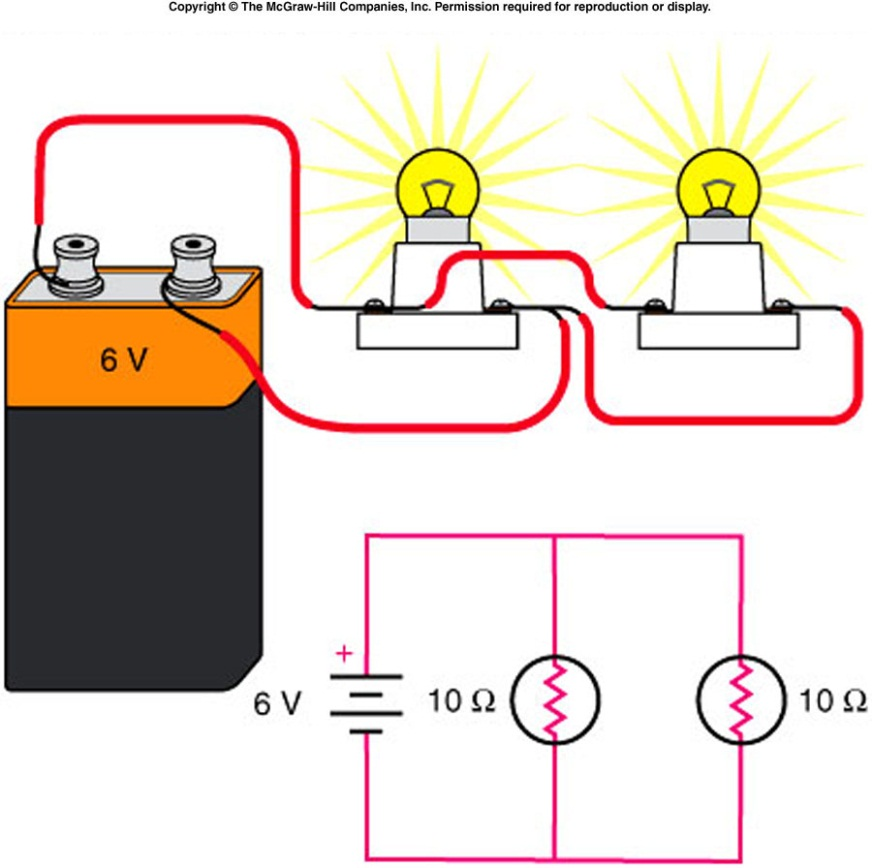 Copyright © The McGraw-Hill Companies, Inc. Permission required for reproduction or display.
6 V
+
6 V
10 Ω
10 Ω